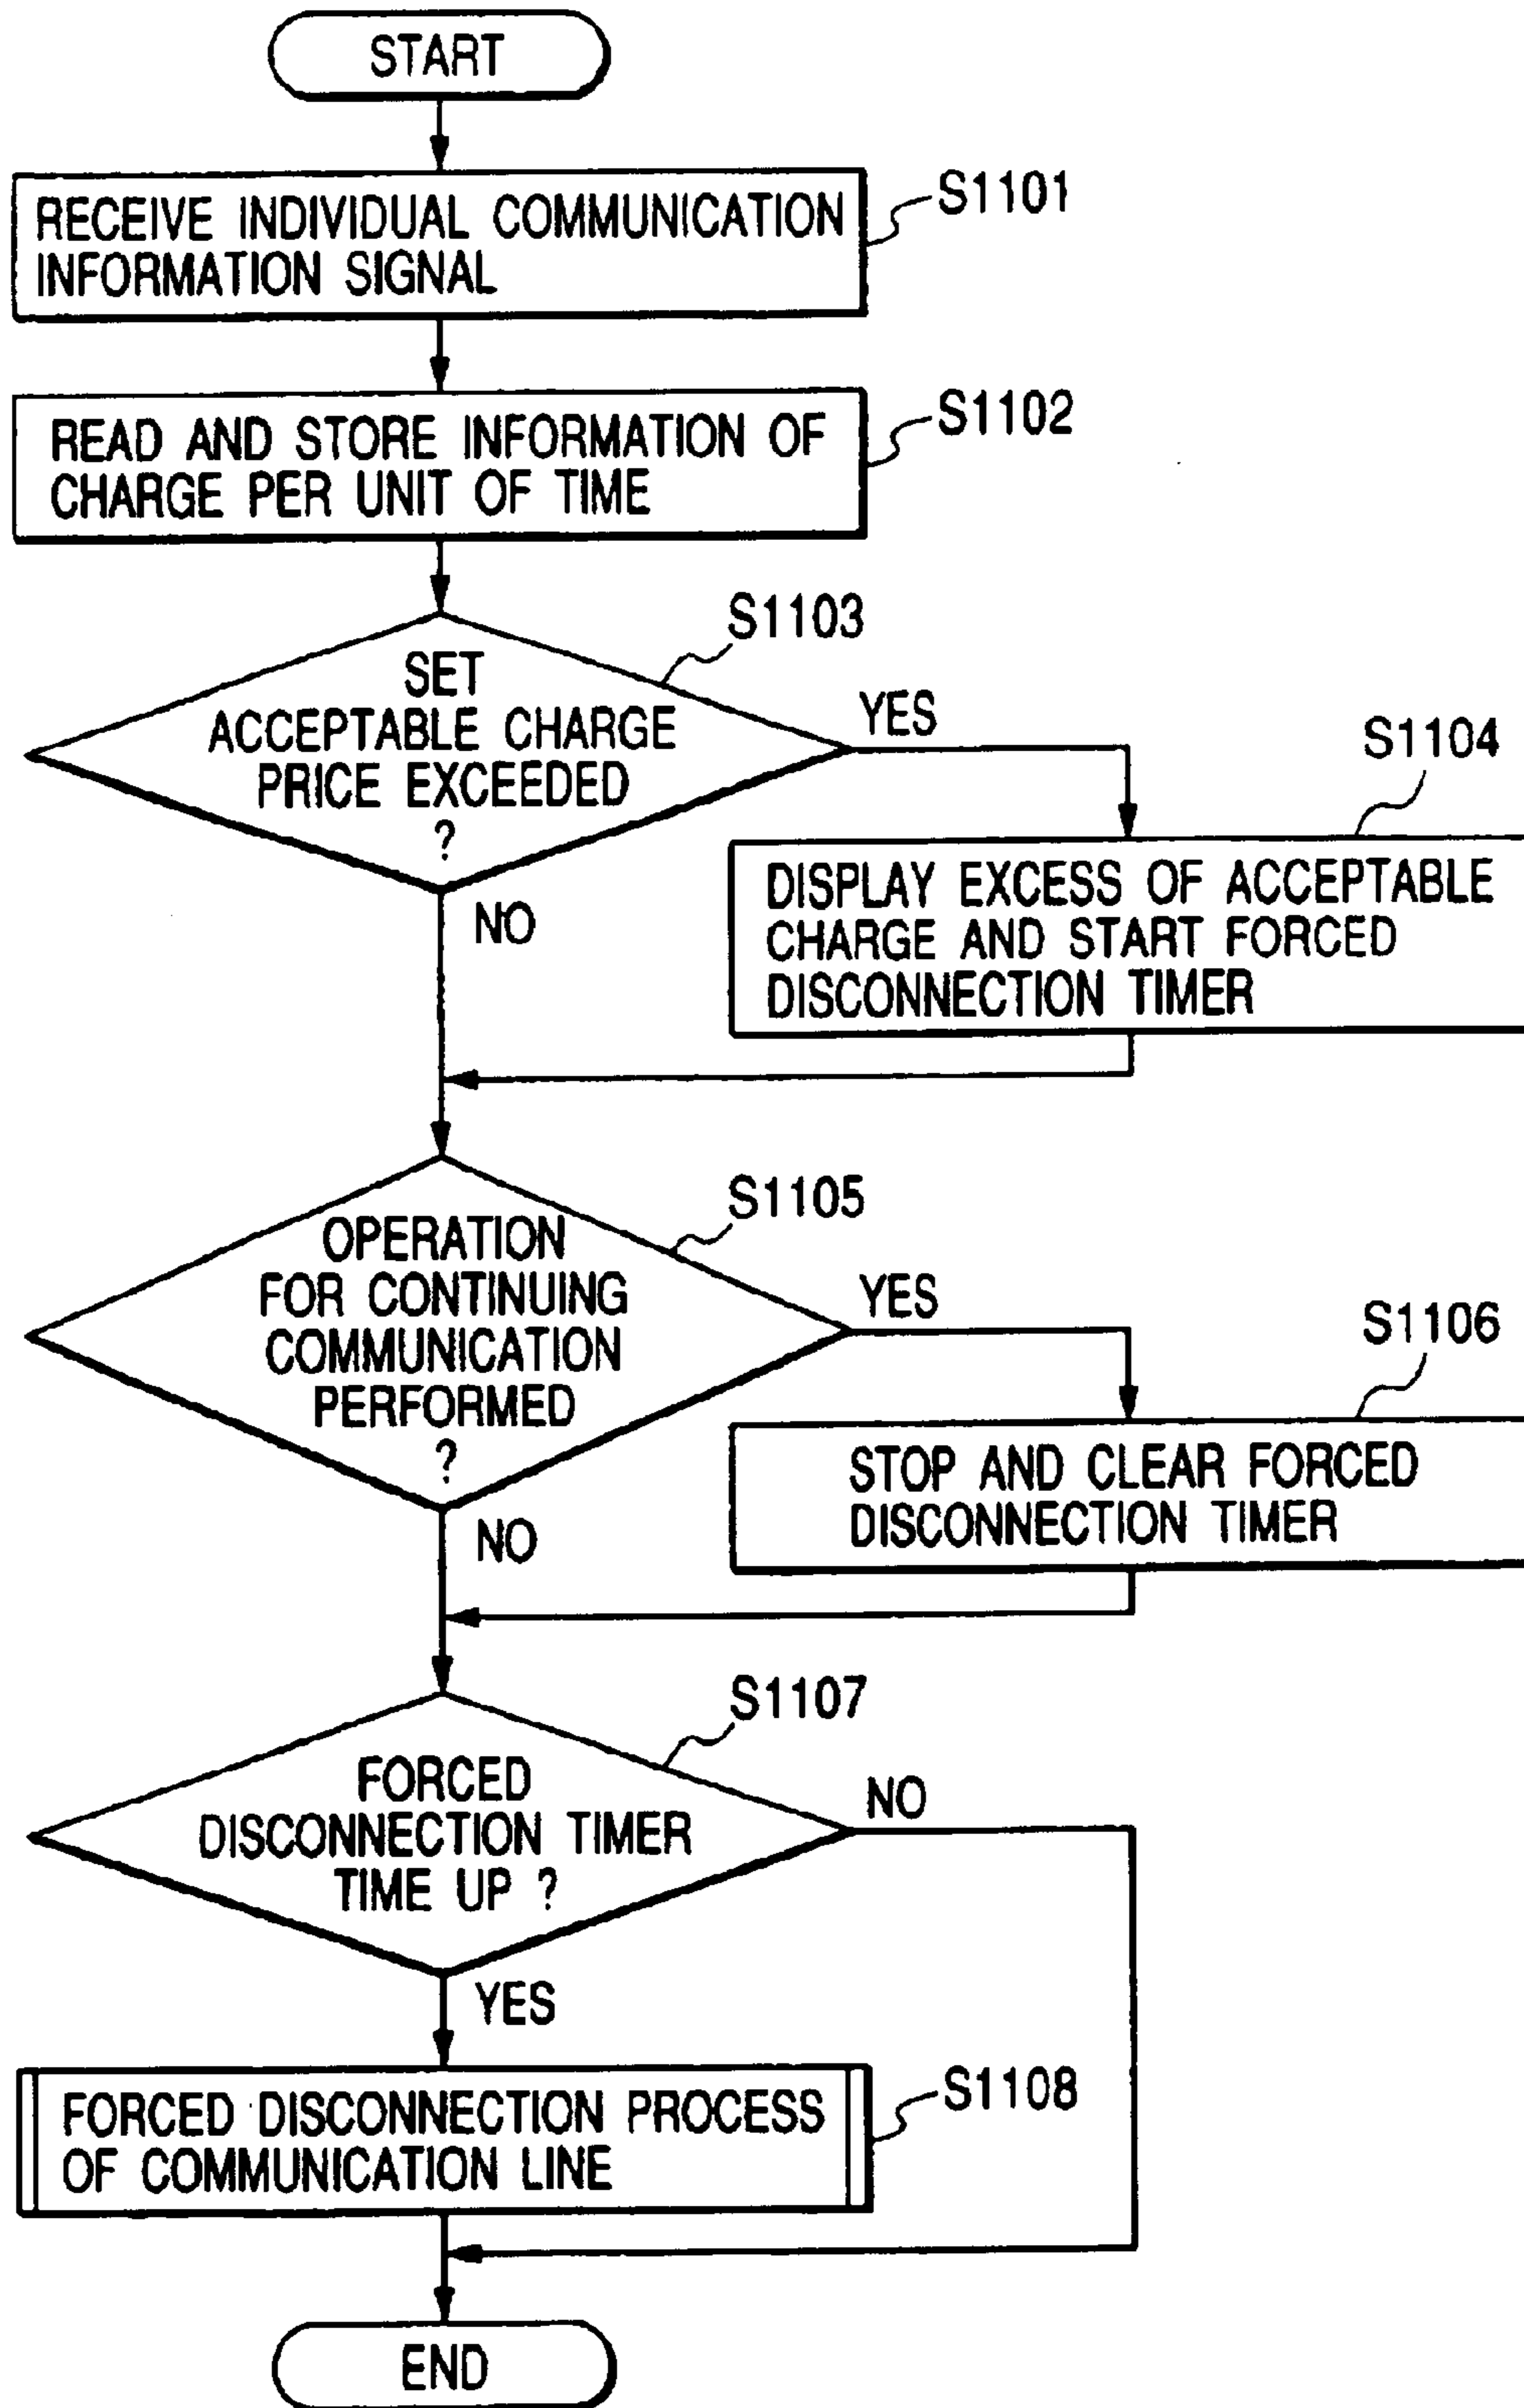 START
RECEIVE INDIVIDUAL COMMUNICATION
INFORMATION SIGNAL
S1101
READ AND STORE INFORMATION OF
CHARGE PER UNIT OF TIME
S1102
S1103
SET
ACCEPTABLE CHARGE
PRICE EXCEEDED
?
YES
NO
S1104
DISPLAY EXCESS OF ACCEPTABLE
CHARGE AND START FORCED
DISCONNECTION TIMER
S1105
OPERATION
FOR CONTINUING
COMMUNICATION
PERFORMED
?
YES
NO
S1106
STOP AND CLEAR FORCED
DISCONNECTION TIMER
S1107
FORCED
DISCONNECTION TIMER
TIME UP ?
NO
YES
FORCED DISCONNECTION PROCESS
OF COMMUNICATION LINE
S1108
END